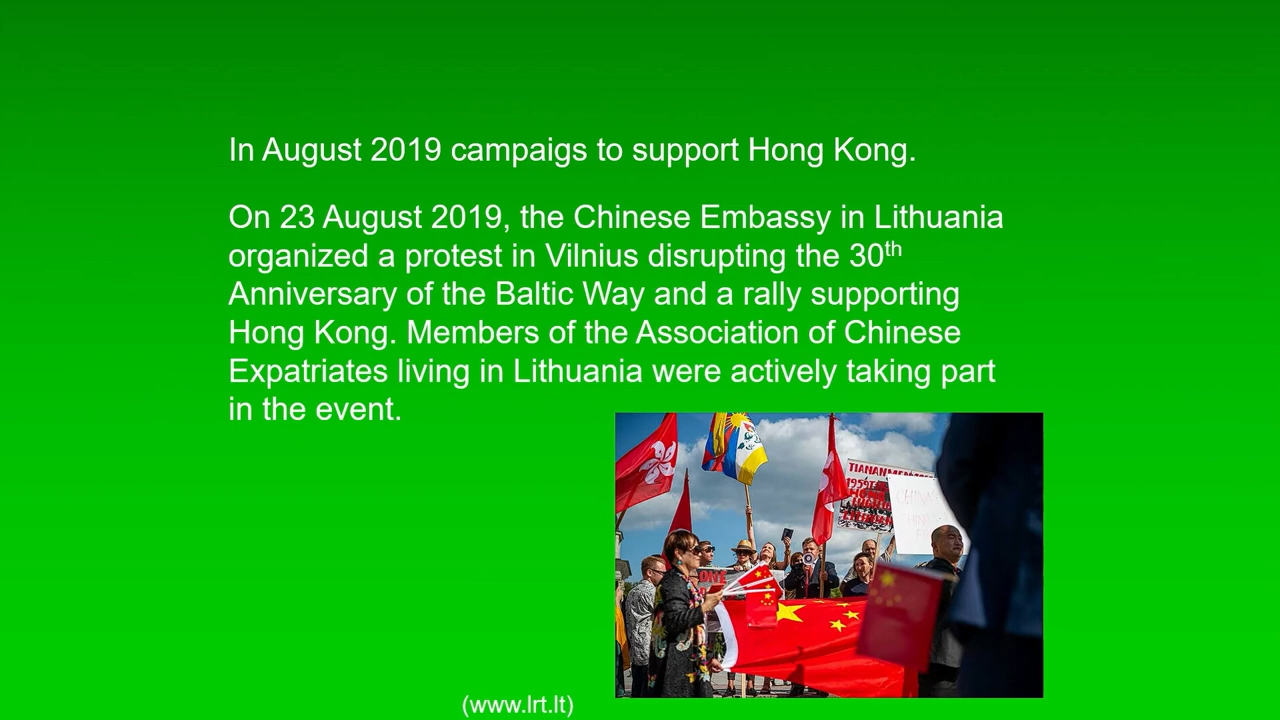 In August 2019 campaigs to support Hong Kong.
On 23 August 2019, the Chinese Embassy in Lithuania
organized a protest in Vilnius disrupting the 30th
Anniversary of the Baltic Way and a rally supporting
Hong Kong. Members of the Association of Chinese
Expatriates living in Lithuania were actively taking part
in the event.
CHINA
(www.lrt.lt)